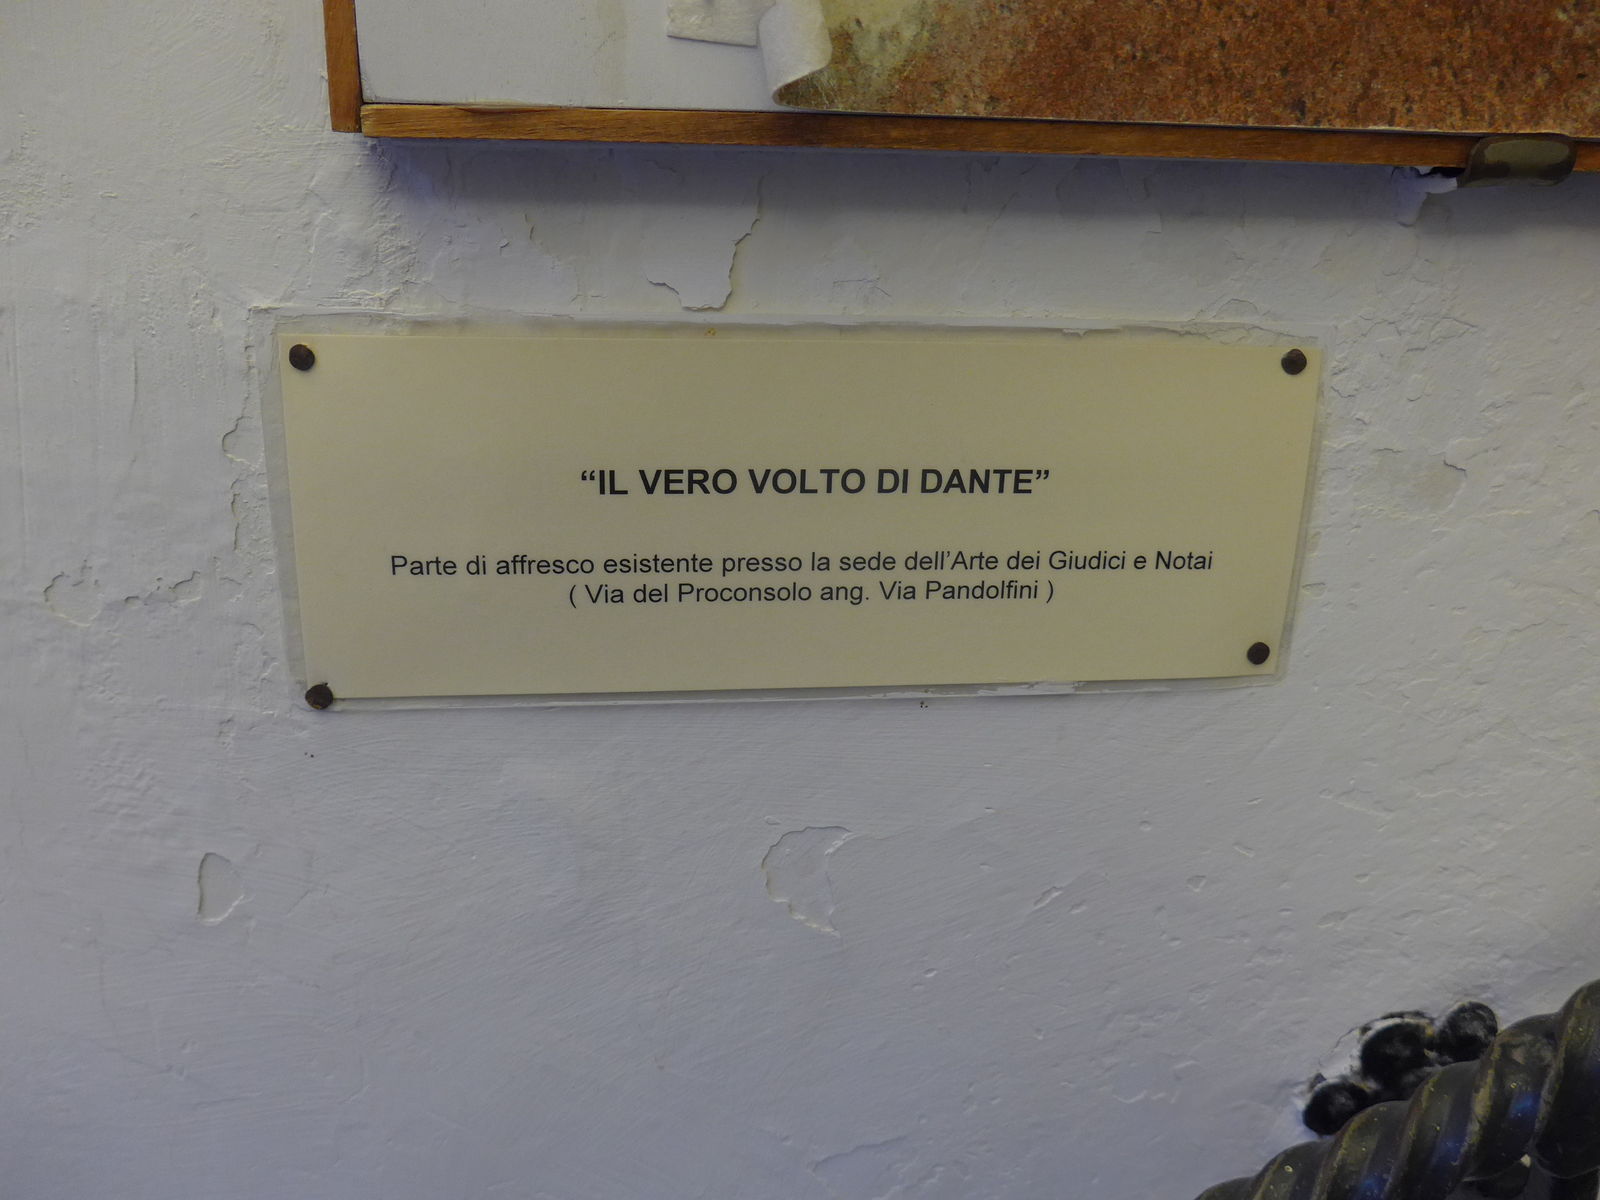 “IL VERO VOLTO DI DANTE”
Parte di affresco esistente presso la sede dell’Arte dei Giudici e Notai
( Via del Proconsolo ang. Via Pandolfini )